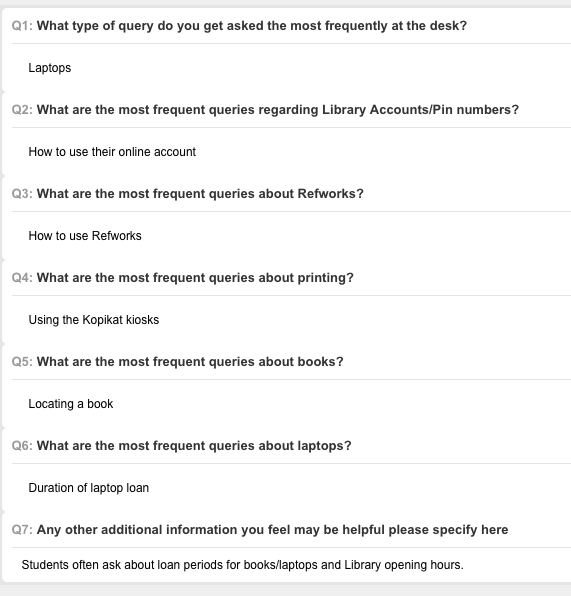 Q1: What type of query do you get asked the most frequently at the desk?
Laptops
Q2: What are the most frequent queries regarding Library Accounts/Pin numbers?
How to use their online account
Q3: What are the most frequent queries about Refworks?
How to use Refworks
Q4: What are the most frequent queries about printing?
Using the Kopikat kiosks
Q5: What are the most frequent queries about books?
Locating a book
Q6: What are the most frequent queries about laptops?
Duration of laptop loan
Q7: Any other additional information you feel may be helpful please specify here
Students often ask about loan periods for books/laptops and Library opening hours.